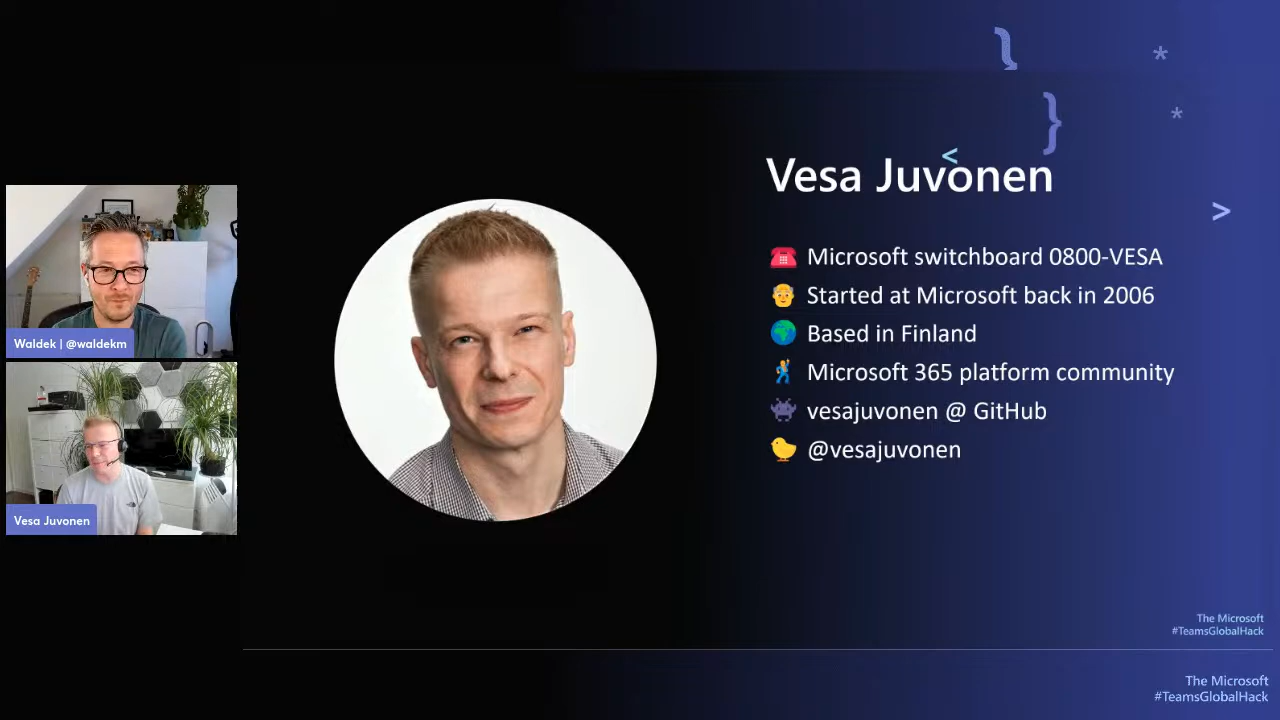 Vesa Juvonen
Microsoft switchboard 0800-VESA
Started at Microsoft back in 2006
Based in Finland
Microsoft 365 platform community
vesajuvonen @ GitHub
@vesajuvonen
Waldek | @waldekm
Vesa Juvonen
The Microsoft
#TeamsGlobalHack
The Microsoft
#TeamsGlobalHack